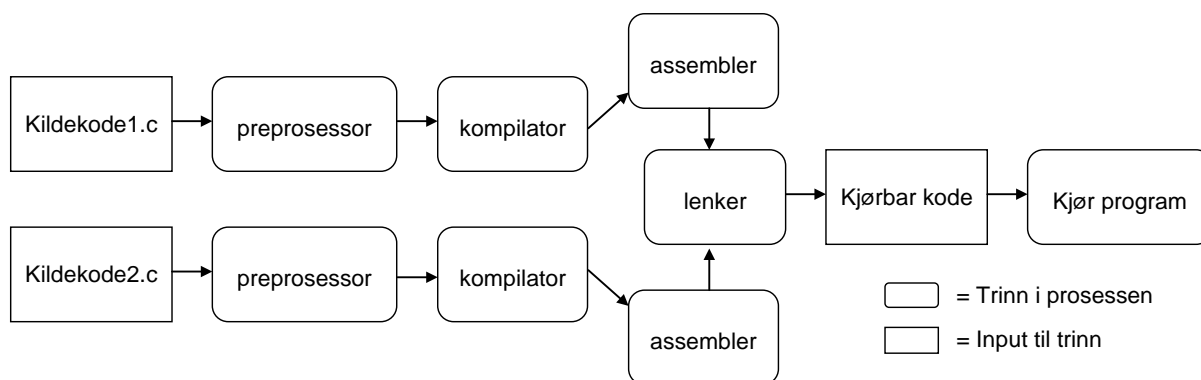 assembler
Kildekode1.c
preprosessor
kompilator
lenker
Kjørbar kode
Kjør program
Kildekode2.c
preprosessor
kompilator
assembler
= Trinn i prosessen
= Input til trinn